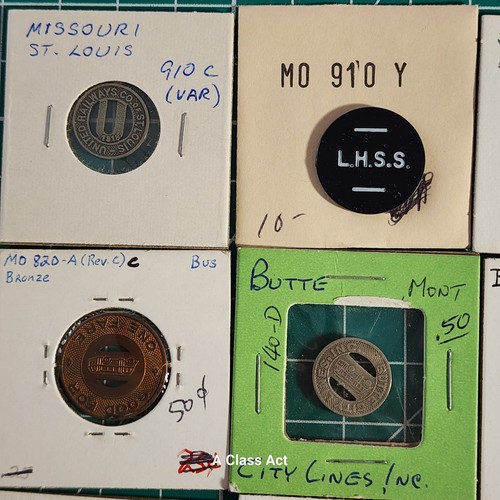 MISSOURI
ST. LOUIS
910 C
(VAR)
UNITED RAILWAYS CO. OF ST. LOUIS
U
MO 910 Y
L.H.S.S.
10-
MO 820-A (Rev. C) C
Bus
Bronze
GOOD FOR ONE FARE
50¢
BUTTE
MONT
.50
140-D
CITY LINES, INC.
A Class Act